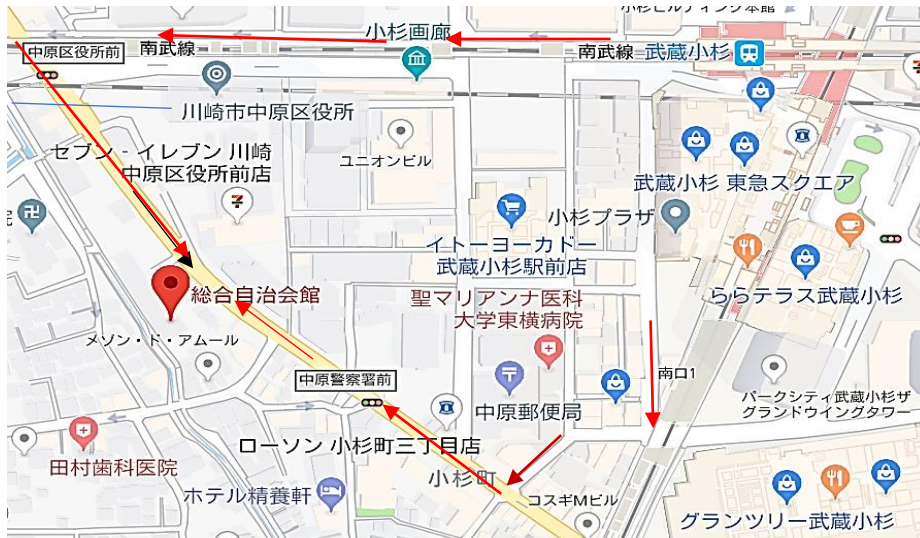 小杉ビルディング本館
小杉画廊
中原区役所前
南武線
南武線
武蔵小杉
川崎市中原区役所
セブン‐イレブン 川崎
中原区役所前店
ユニオンビル
武蔵小杉 東急スクエア
小杉プラザ
イトーヨーカドー
武蔵小杉駅前店
総合自治会館
聖マリアンナ医科
大学東横病院
ららテラス武蔵小杉
メゾン・ド・アムール
中原警察署前
南口1
中原郵便局
パークシティ武蔵小杉ザ
グランドウイングタワー
ローソン 小杉町三丁目店
田村歯科医院
小杉町
ホテル精養軒
コスギMビル
グランツリー武蔵小杉